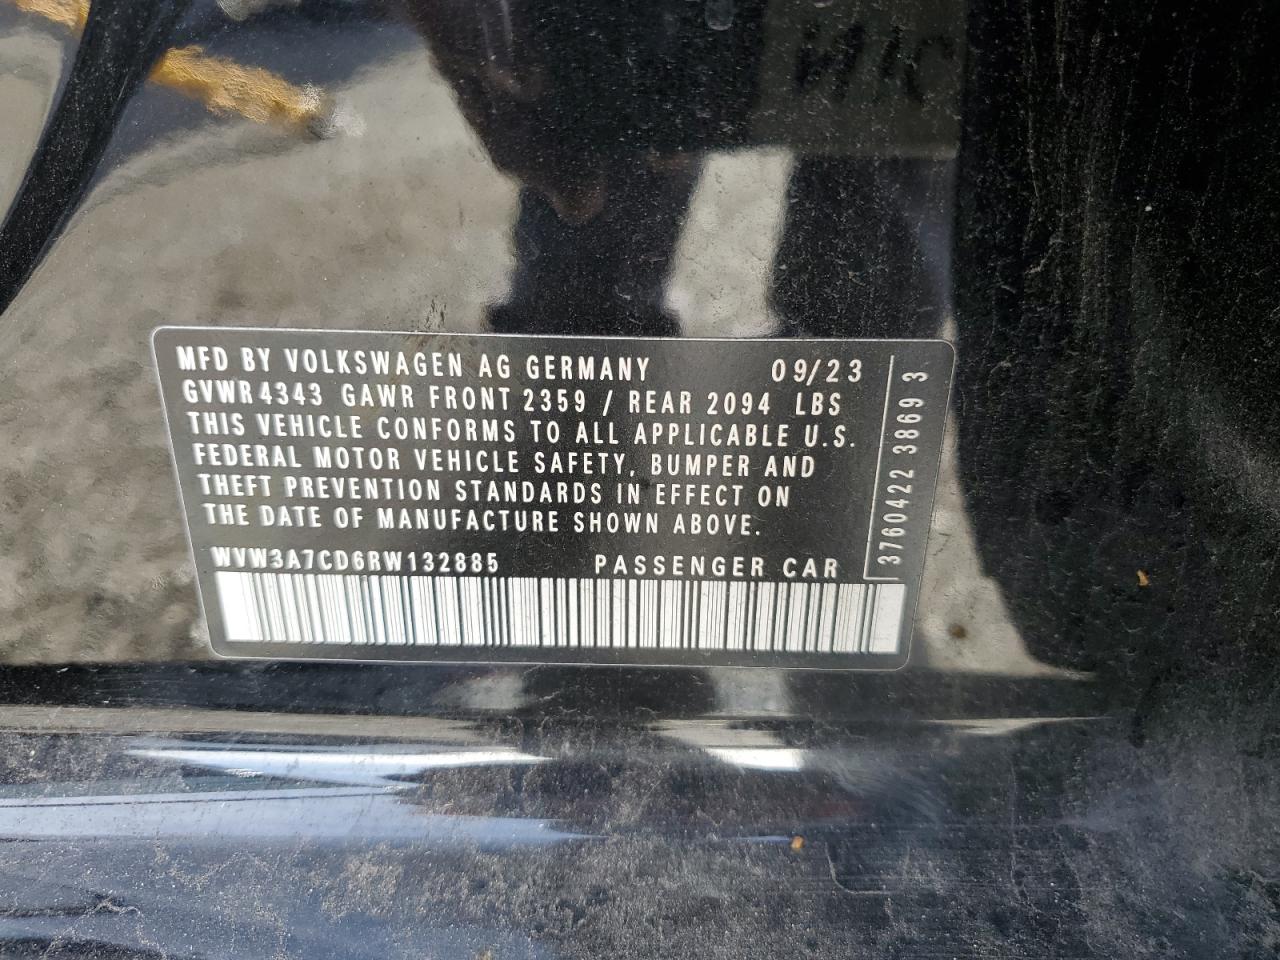 MFD BY VOLKSWAGEN AG GERMANY 09/23
GVWR 4343 GAWR FRONT 2359 / REAR 2094 LBS
THIS VEHICLE CONFORMS TO ALL APPLICABLE U.S.
FEDERAL MOTOR VEHICLE SAFETY, BUMPER AND
THEFT PREVENTION STANDARDS IN EFFECT ON
THE DATE OF MANUFACTURE SHOWN ABOVE.
WVW3A7CD6RW132885 PASSENGER CAR
3760422 3869 3